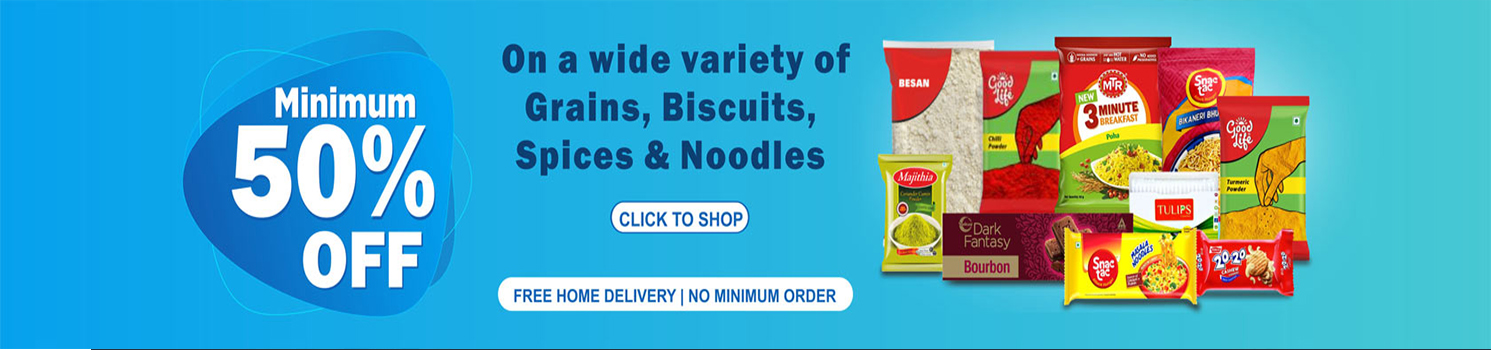 Minimum
50%
OFF
On a wide variety of
Grains, Biscuits,
Spices & Noodles
CLICK TO SHOP
FREE HOME DELIVERY | NO MINIMUM ORDER
BESAN
Good
Life
Chilli
Powder
MTR
NEW
3 MINUTE
BREAKFAST
Poha
Snac
tac
BIKANERI BHU
Good
Life
Turmeric
Powder
Majithia
TULIPS
Dark
Fantasy
Bourbon
Snac
tac
MASALA
NOODLES
20-20
CASHEW